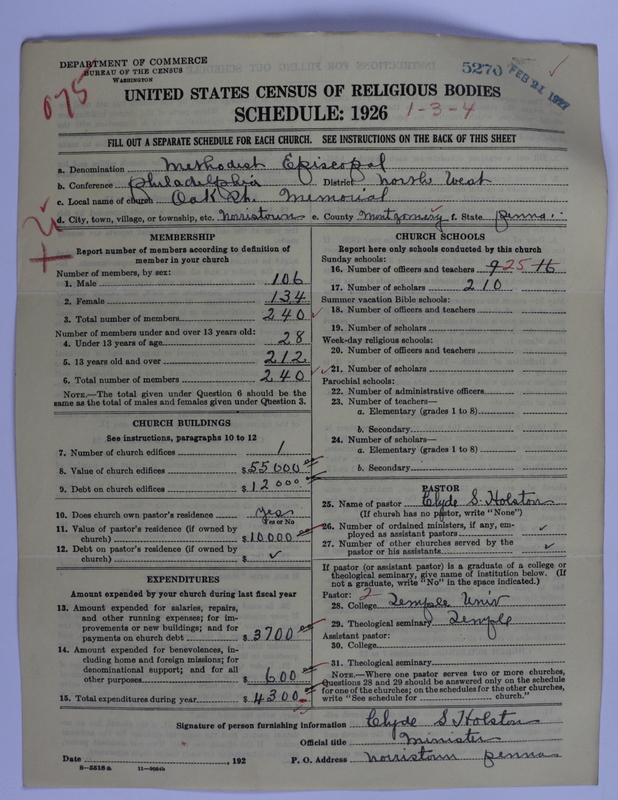 DEPARTMENT OF COMMERCE
BUREAU OF THE CENSUS
WASHINGTON
075
5270 FEB 21 1927
UNITED STATES CENSUS OF RELIGIOUS BODIES
SCHEDULE: 1926 1-3-4
FILL OUT A SEPARATE SCHEDULE FOR EACH CHURCH. SEE INSTRUCTIONS ON THE BACK OF THIS SHEET
a. Denomination Methodist Episcopal
b. Conference Philadelphia District North West
c. Local name of church Oak St. Memorial
d. City, town, village, or township, etc. Norristown e. County Montgomery f. State Penna.
MEMBERSHIP
Report number of members according to definition of
member in your church
Number of members, by sex:
1. Male 106
2. Female 134
3. Total number of members 240
Number of members under and over 13 years old:
4. Under 13 years of age 28
5. 13 years old and over 212
6. Total number of members 240
NOTE.—The total given under Question 6 should be
same as the total of males and females given under Question 3.
CHURCH BUILDINGS
See instructions, paragraphs 10 to 12
7. Number of church edifices 1
8. Value of church edifices $55000
9. Debt on church edifices $12000
10. Does church own pastor's residence yes
Yes or No
11. Value of pastor's residence (if owned by
church) $10.000
12. Debt on pastor's residence (if owned by
church) $ ✓
EXPENDITURES
Amount expended by your church during last fiscal year
13. Amount expended for salaries, repairs,
and other running expenses; for im-
provements or new buildings; and for
payments on church debt $3700
14. Amount expended for benevolences, in-
cluding home and foreign missions; for
denominational support; and for all
other purposes $600
15. Total expenditures during year $4300
CHURCH SCHOOLS
Report here only schools conducted by this church
Sunday schools:
16. Number of officers and teachers 9 25 16
17. Number of scholars 210
Summer vacation Bible schools:
18. Number of officers and teachers
19. Number of scholars
Week-day religious schools:
20. Number of officers and teachers
21. Number of scholars
Parochial schools:
22. Number of administrative officers
23. Number of teachers—
a. Elementary (grades 1 to 8)
b. Secondary
24. Number of scholars—
a. Elementary (grades 1 to 8)
b. Secondary
PASTOR
25. Name of pastor Clyde S. Holston
(If church has no pastor, write "None")
26. Number of ordained ministers, if any, em-
ployed as assistant pastors ✓
27. Number of other churches served by the
pastor or his assistants ✓
If pastor (or assistant pastor) is a graduate of a college or
theological seminary, give name of institution below. (If
not a graduate, write "No" in the space indicated.)
Pastor: 2
28. College Temple Univ
29. Theological seminary Temple
Assistant pastor:
30. College
31. Theological seminary
NOTE.—Where one pastor serves two or more churches,
Questions 28 and 29 should be answered only on the schedule
for one of the churches; on the schedules for the other churches,
write "See schedule for church."
Signature of person furnishing information Clyde S Holston
Official title Minister
Date , 192 P. O. Address Norristown Penna
8—5518a 11—9664b